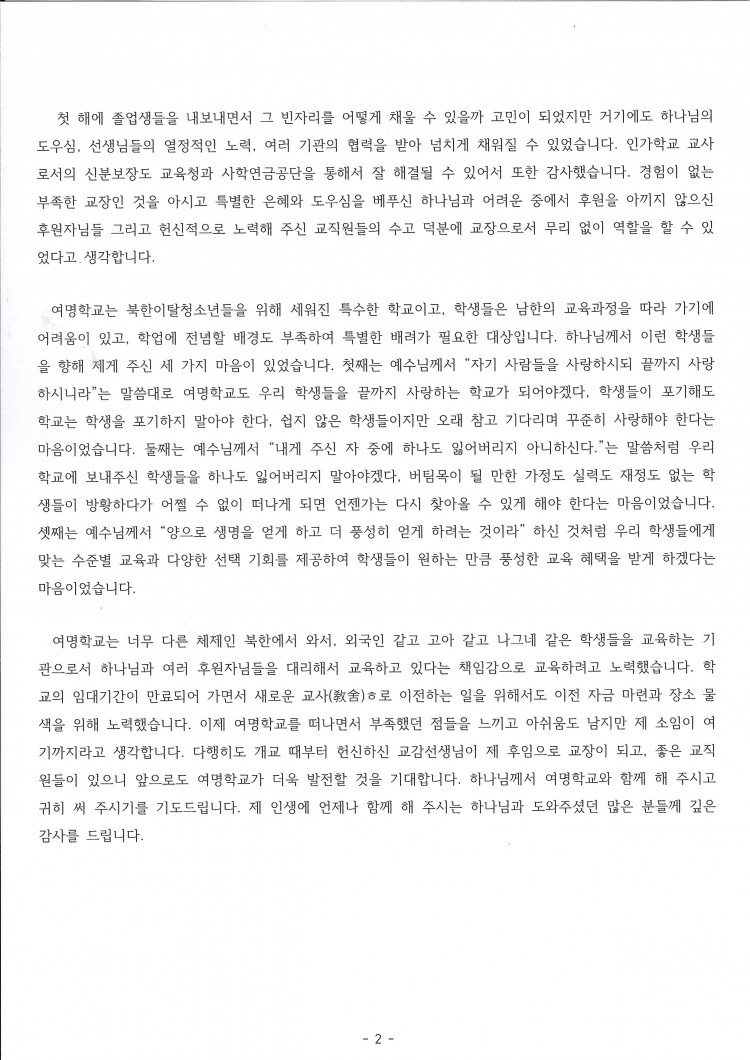 첫 해에 졸업생들을 내보내면서 그 빈자리를 어떻게 채울 수 있을까 고민이 되었지만 거기에도 하나님의
도우심, 선생님들의 열정적인 노력, 여러 기관의 협력을 받아 넘치게 채워질 수 있었습니다. 인가학교 교사
로서의 신분보장도 교육청과 사학연금공단을 통해서 잘 해결될 수 있어서 또한 감사했습니다. 경험이 없는
부족한 교장인 것을 아시고 특별한 은혜와 도우심을 베푸신 하나님과 어려운 중에서 후원을 아끼지 않으신
후원자님들 그리고 헌신적으로 노력해 주신 교직원들의 수고 덕분에 교장으로서 무리 없이 역할을 할 수 있
었다고 생각합니다.
여명학교는 북한이탈청소년들을 위해 세워진 특수한 학교이고, 학생들은 남한의 교육과정을 따라 가기에
어려움이 있고, 학업에 전념할 배경도 부족하여 특별한 배려가 필요한 대상입니다. 하나님께서 이런 학생들
을 향해 제게 주신 세 가지 마음이 있었습니다. 첫째는 예수님께서 “자기 사람들을 사랑하시되 끝까지 사랑
하시니라”는 말씀대로 여명학교도 우리 학생들을 끝까지 사랑하는 학교가 되어야겠다, 학생들이 포기해도
학교는 학생을 포기하지 말아야 한다, 쉽지 않은 학생들이지만 오래 참고 기다리며 꾸준히 사랑해야 한다는
마음이었습니다. 둘째는 예수님께서 “내게 주신 자 중에 하나도 잃어버리지 아니하신다.”는 말씀처럼 우리
학교에 보내주신 학생들을 하나도 잃어버리지 말아야겠다, 버팀목이 될 만한 가정도 실력도 재정도 없는 학
생들이 방황하다가 어쩔 수 없이 떠나게 되면 언젠가는 다시 찾아올 수 있게 해야 한다는 마음이었습니다.
셋째는 예수님께서 “양으로 생명을 얻게 하고 더 풍성히 얻게 하려는 것이라” 하신 것처럼 우리 학생들에게
맞는 수준별 교육과 다양한 선택 기회를 제공하여 학생들이 원하는 만큼 풍성한 교육 혜택을 받게 하겠다는
마음이었습니다.
여명학교는 너무 다른 체제인 북한에서 와서, 외국인 같고 고아 같고 나그네 같은 학생들을 교육하는 기
관으로서 하나님과 여러 후원자님들을 대리해서 교육하고 있다는 책임감으로 교육하려고 노력했습니다. 학
교의 임대기간이 만료되어 가면서 새로운 교사(敎舍)ㅎ로 이전하는 일을 위해서도 이전 자금 마련과 장소 물
색을 위해 노력했습니다. 이제 여명학교를 떠나면서 부족했던 점들을 느끼고 아쉬움도 남지만 제 소임이 여
기까지라고 생각합니다. 다행히도 개교 때부터 헌신하신 교감선생님이 제 후임으로 교장이 되고, 좋은 교직
원들이 있으니 앞으로도 여명학교가 더욱 발전할 것을 기대합니다. 하나님께서 여명학교와 함께 해 주시고
귀히 써 주시기를 기도드립니다. 제 인생에 언제나 함께 해 주시는 하나님과 도와주셨던 많은 분들께 깊은
감사를 드립니다.
- 2 -